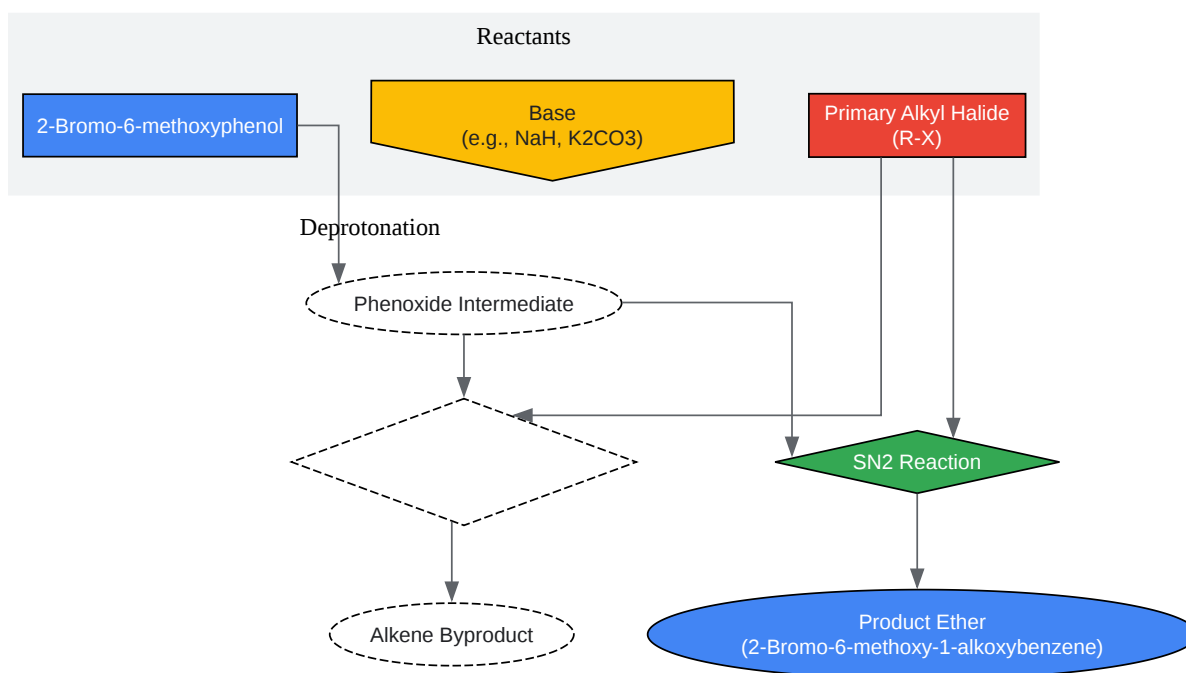 Reactants
2-Bromo-6-methoxyphenol
Base
(e.g., NaH, K2CO3)
Primary Alkyl Halide
(R-X)
Deprotonation
Phenoxide Intermediate
SN2 Reaction
Alkene Byproduct
Product Ether
(2-Bromo-6-methoxy-1-alkoxybenzene)